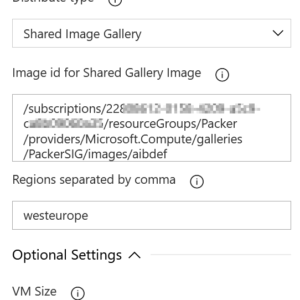 Distribute type
Shared Image Gallery
Image id for Shared Gallery Image
/subscriptions/228
/resourceGroups/Packer
/providers/Microsoft.Compute/galleries
/PackerSIG/images/aibdef
Regions separated by comma
westeurope
Optional Settings
VM Size